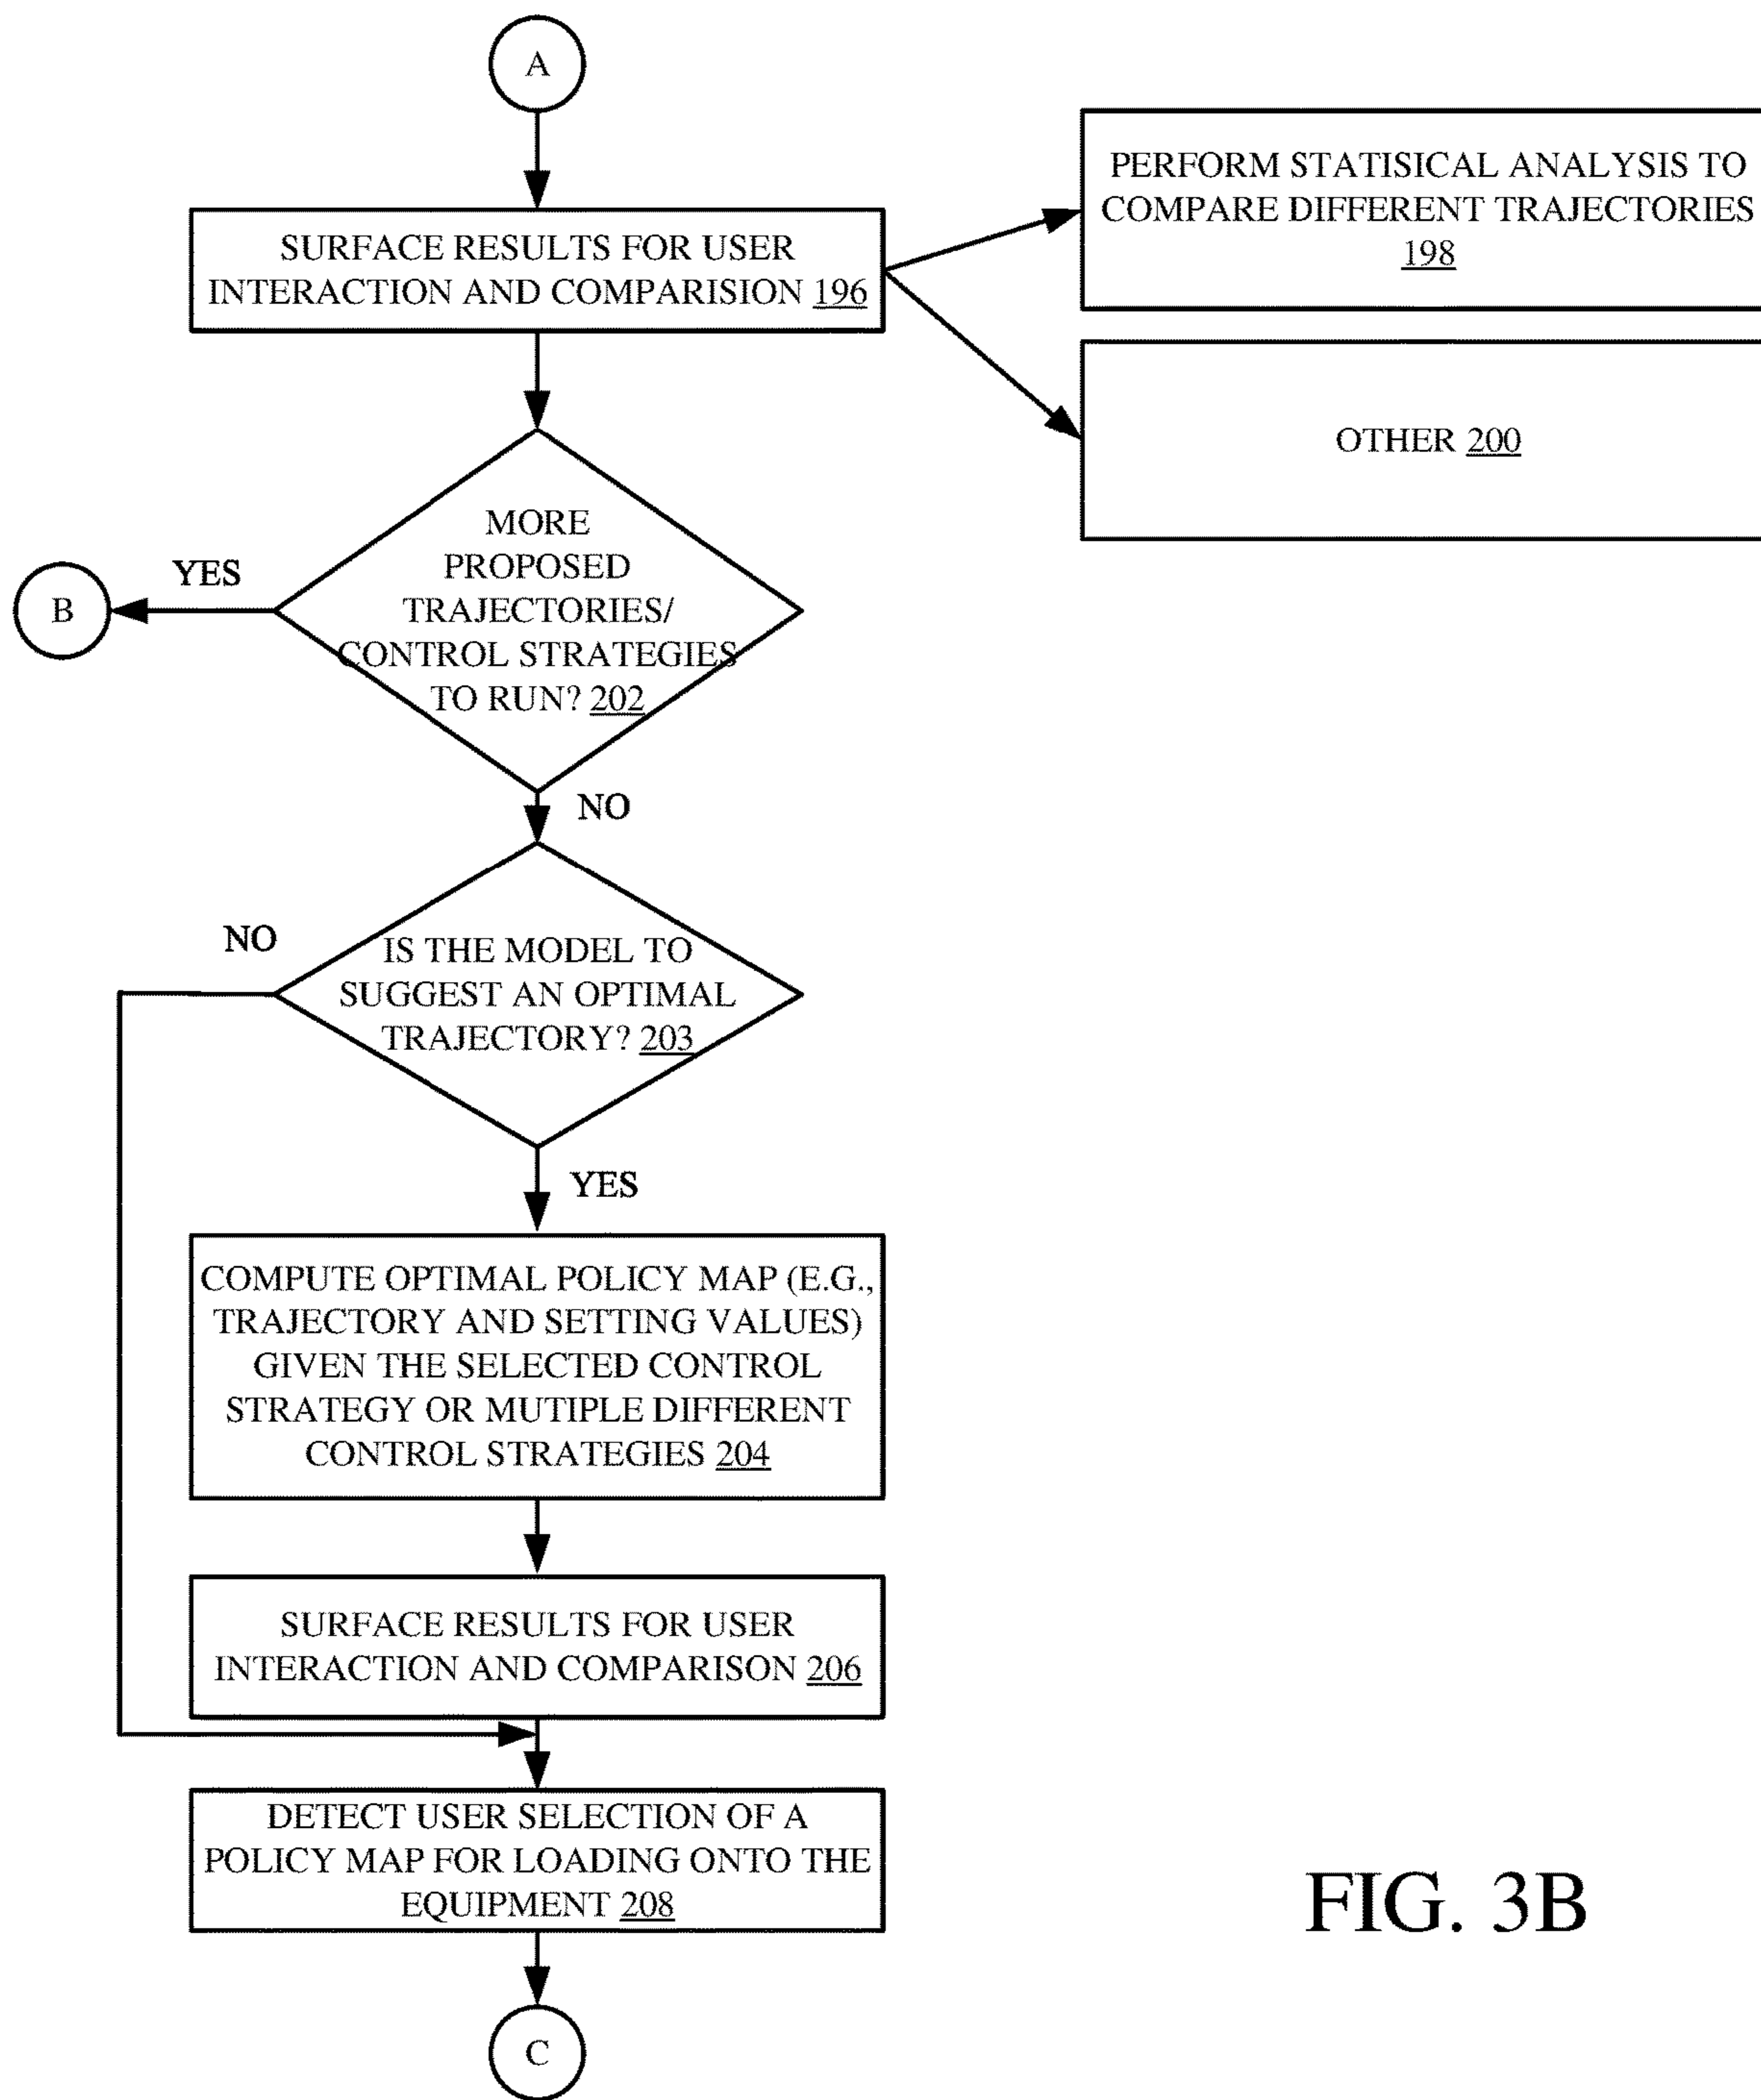 A
SURFACE RESULTS FOR USER
INTERACTION AND COMPARISION 196
PERFORM STATISICAL ANALYSIS TO
COMPARE DIFFERENT TRAJECTORIES
198
OTHER 200
MORE
PROPOSED
TRAJECTORIES/
CONTROL STRATEGIES
TO RUN? 202
YES
B
NO
IS THE MODEL TO
SUGGEST AN OPTIMAL
TRAJECTORY? 203
NO
YES
COMPUTE OPTIMAL POLICY MAP (E.G.,
TRAJECTORY AND SETTING VALUES)
GIVEN THE SELECTED CONTROL
STRATEGY OR MUTIPLE DIFFERENT
CONTROL STRATEGIES 204
SURFACE RESULTS FOR USER
INTERACTION AND COMPARISON 206
DETECT USER SELECTION OF A
POLICY MAP FOR LOADING ONTO THE
EQUIPMENT 208
C
FIG. 3B